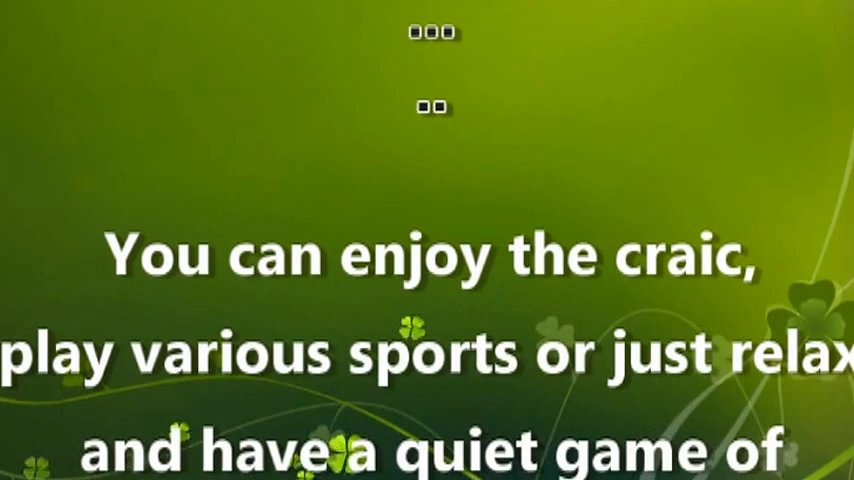 You can enjoy the craic,
play various sports or just relax
and have a quiet game of